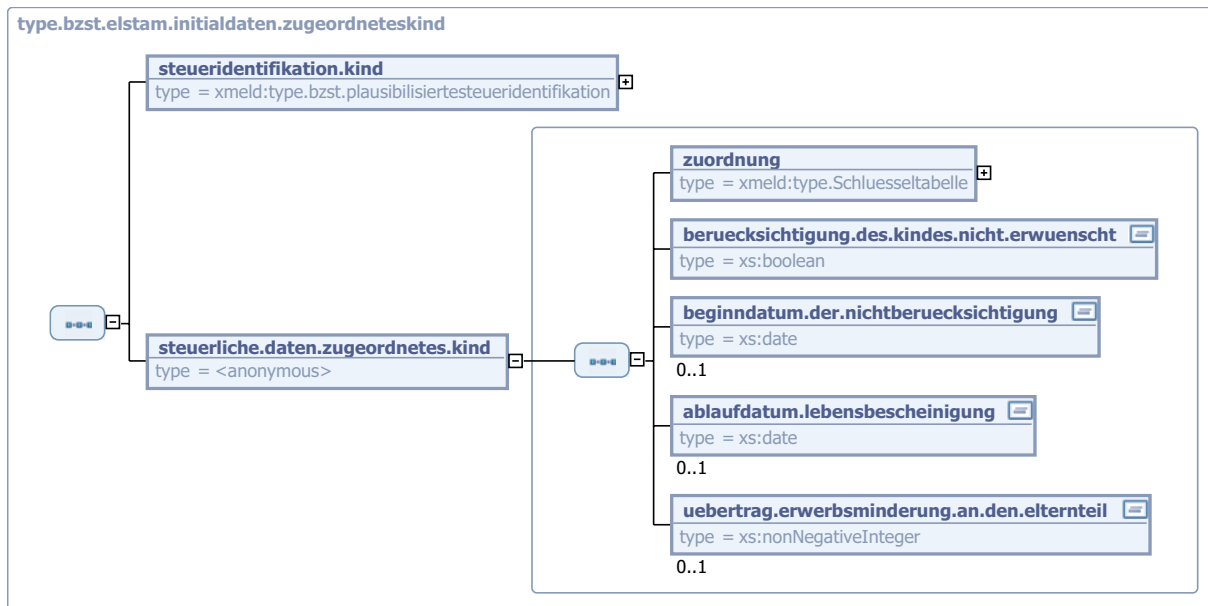 type.bzst.elstam.initialdaten.zugeordneteskind
steueridentifikation.kind
type = xmeld:type.bzst.plausibilisiertesteueridentifikation
zuordnung
type = xmeld:type.Schluesseltabelle
beruecksichtigung.des.kindes.nicht.erwuenscht
type = xs:boolean
beginndatum.der.nichtberuecksichtigung
type = xs:date
0..1
steuerliche.daten.zugeordnetes.kind
type = <anonymous>
ablaufdatum.lebensbescheinigung
type = xs:date
0..1
uebertrag.erwerbsminderung.an.den.elternteil
type = xs:nonNegativeInteger
0..1